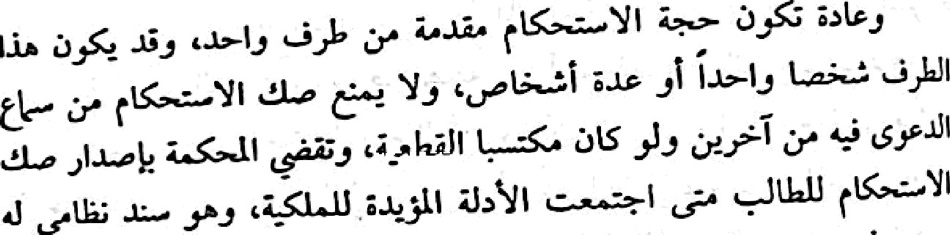 وعادة تكون حجة الاستحكام مقدمة من طرف واحد، وقد يكون هذا
الطرف شخصا واحداً أو عدة أشخاص، ولا يمنع صك الاستحكام من سماع
الدعوى فيه من آخرين ولو كان مكتسبا القطعية، وتقضي المحكمة بإصدار صك
الاستحكام للطالب متى اجتمعت الأدلة المؤيدة للملكية، وهو سند نظامي له